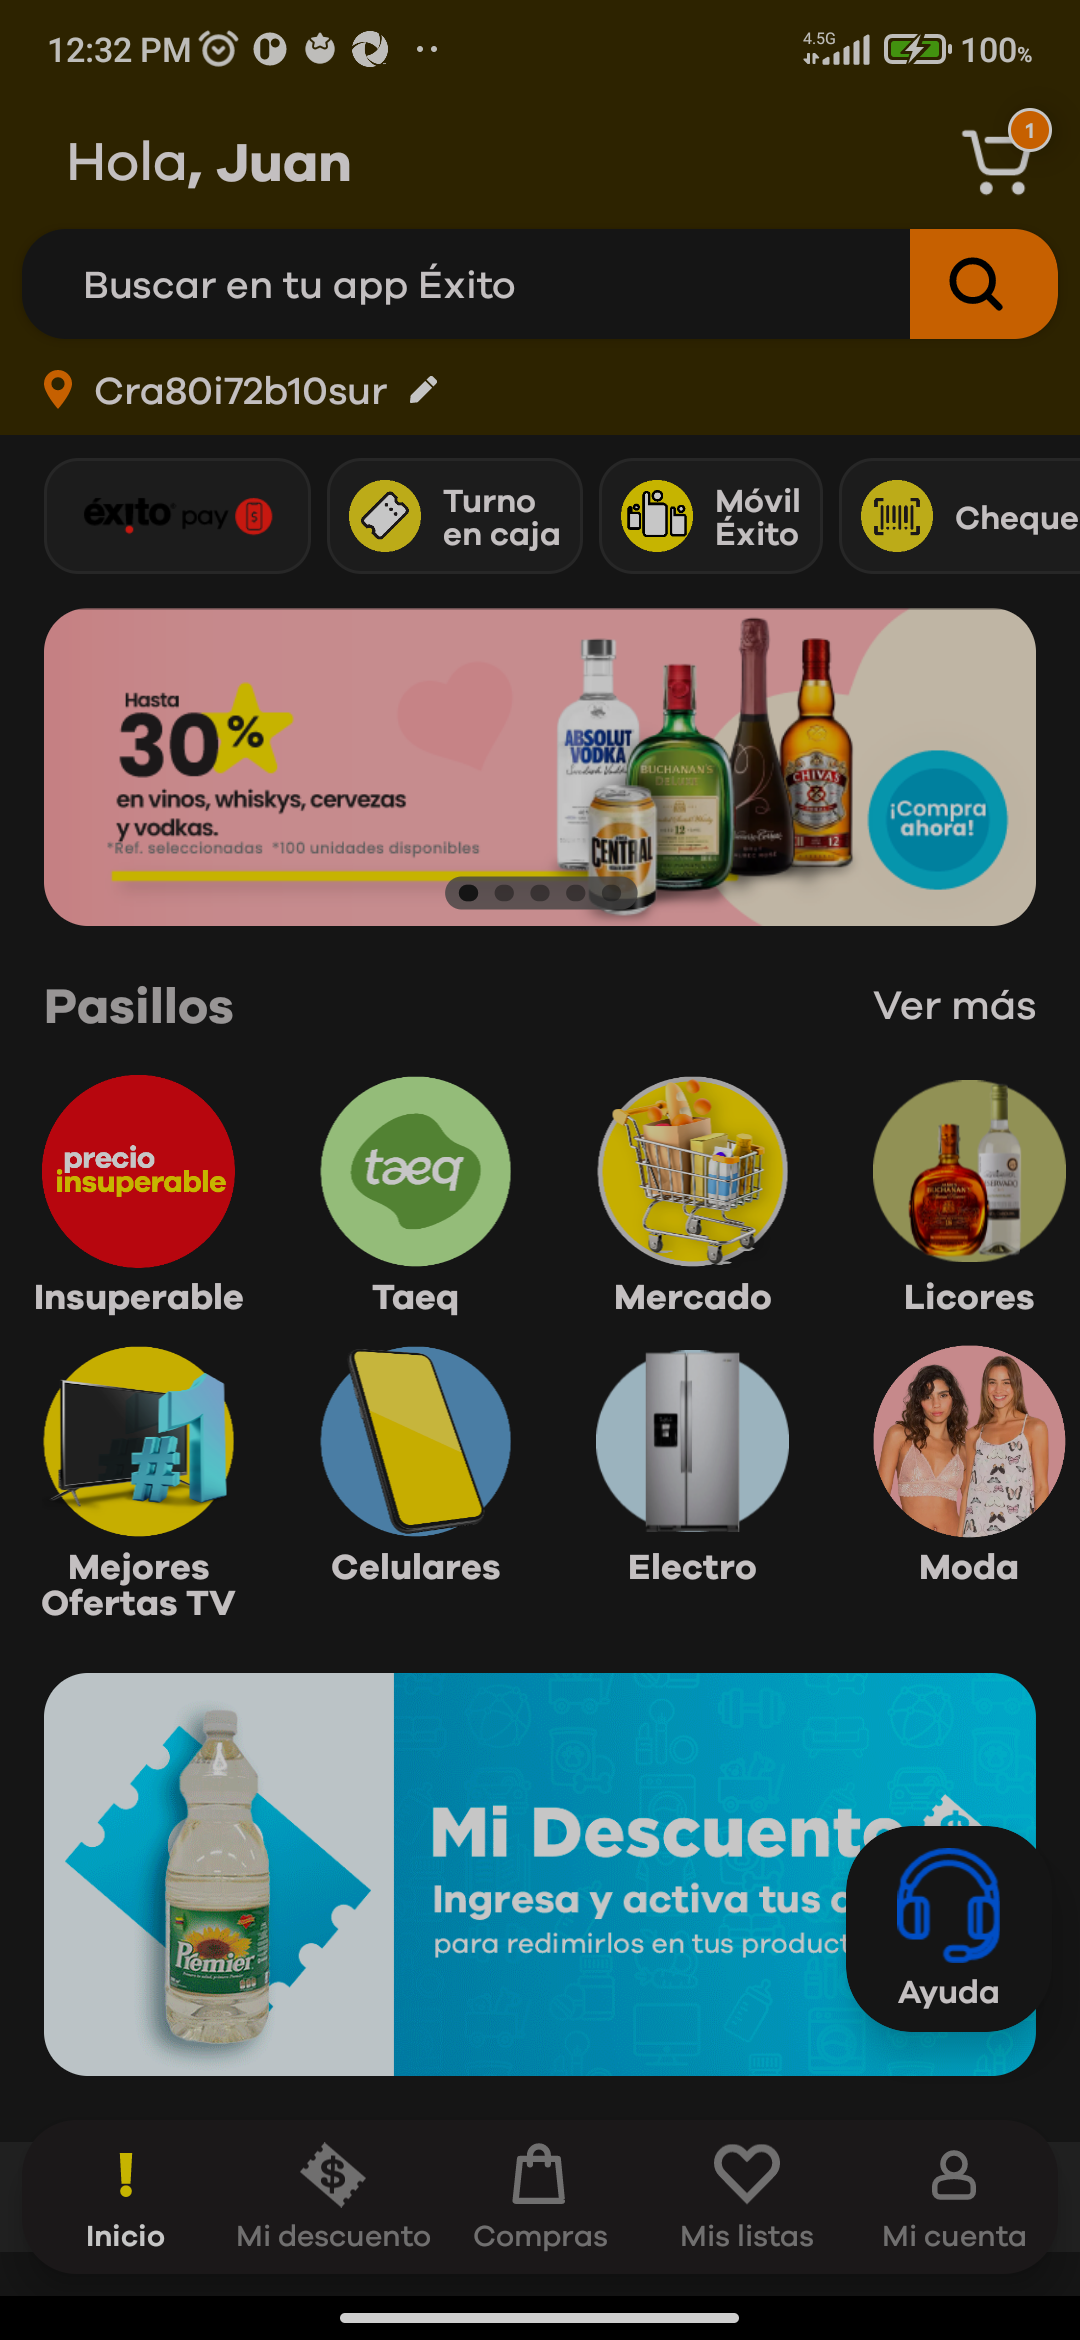 12:32 PM
4.5G
100%
Hola, Juan
1
Buscar en tu app Éxito
Cra80i72b10sur
éxito pay
Turno
en caja
Móvil
Éxito
Cheque
Hasta
30%
en vinos, whiskys, cervezas
y vodkas.
*Ref. seleccionadas *100 unidades disponibles
ABSOLUT
VODKA
BUCHANAN'S
DELUXE
12
CENTRAL
CHIVAS
12
¡Compra
ahora!
Pasillos
Ver más
precio
insuperable
taeq
BUCHANAN'S
Insuperable
Taeq
Mercado
Licores
#1
Mejores
Ofertas TV
Celulares
Electro
Moda
Premier
Mi Descuento
Ingresa y activa tus
para redimirlos en tus product
Ayuda
$
Inicio
Mi descuento
Compras
Mis listas
Mi cuenta